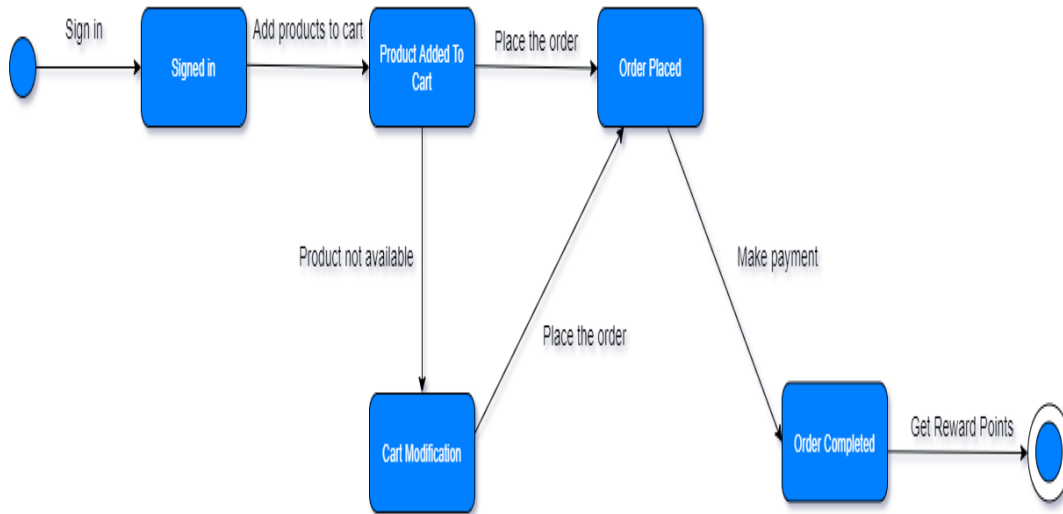 Sign in
Signed in
Add products to cart
Product Added To
Cart
Place the order
Order Placed
Product not available
Make payment
Place the order
Cart Modification
Order Completed
Get Reward Points